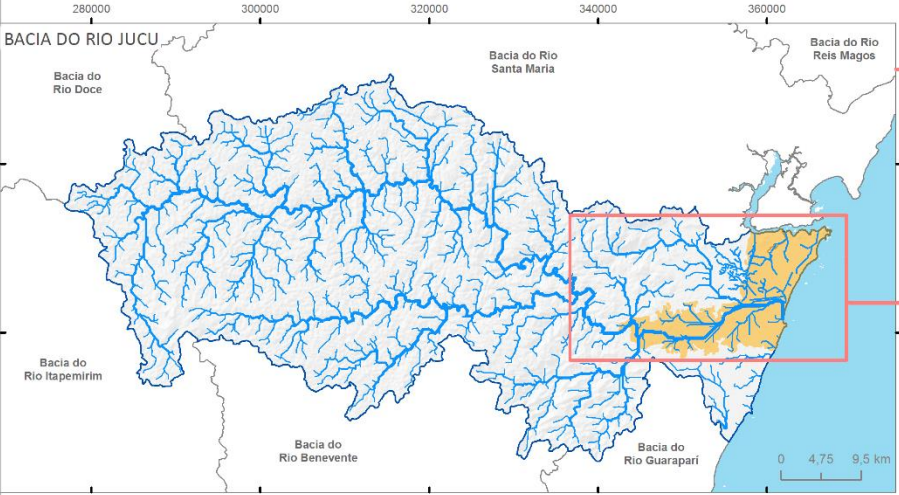 280000 300000 320000 340000 360000
BACIA DO RIO JUCU
Bacia do Rio
Reis Magos
Bacia do Rio
Santa Maria
Bacia do
Rio Doce
Bacia do
Rio Itapemirim
Bacia do
Rio Benevente
Bacia do
Rio Guaraparí
0 4,75 9,5 km